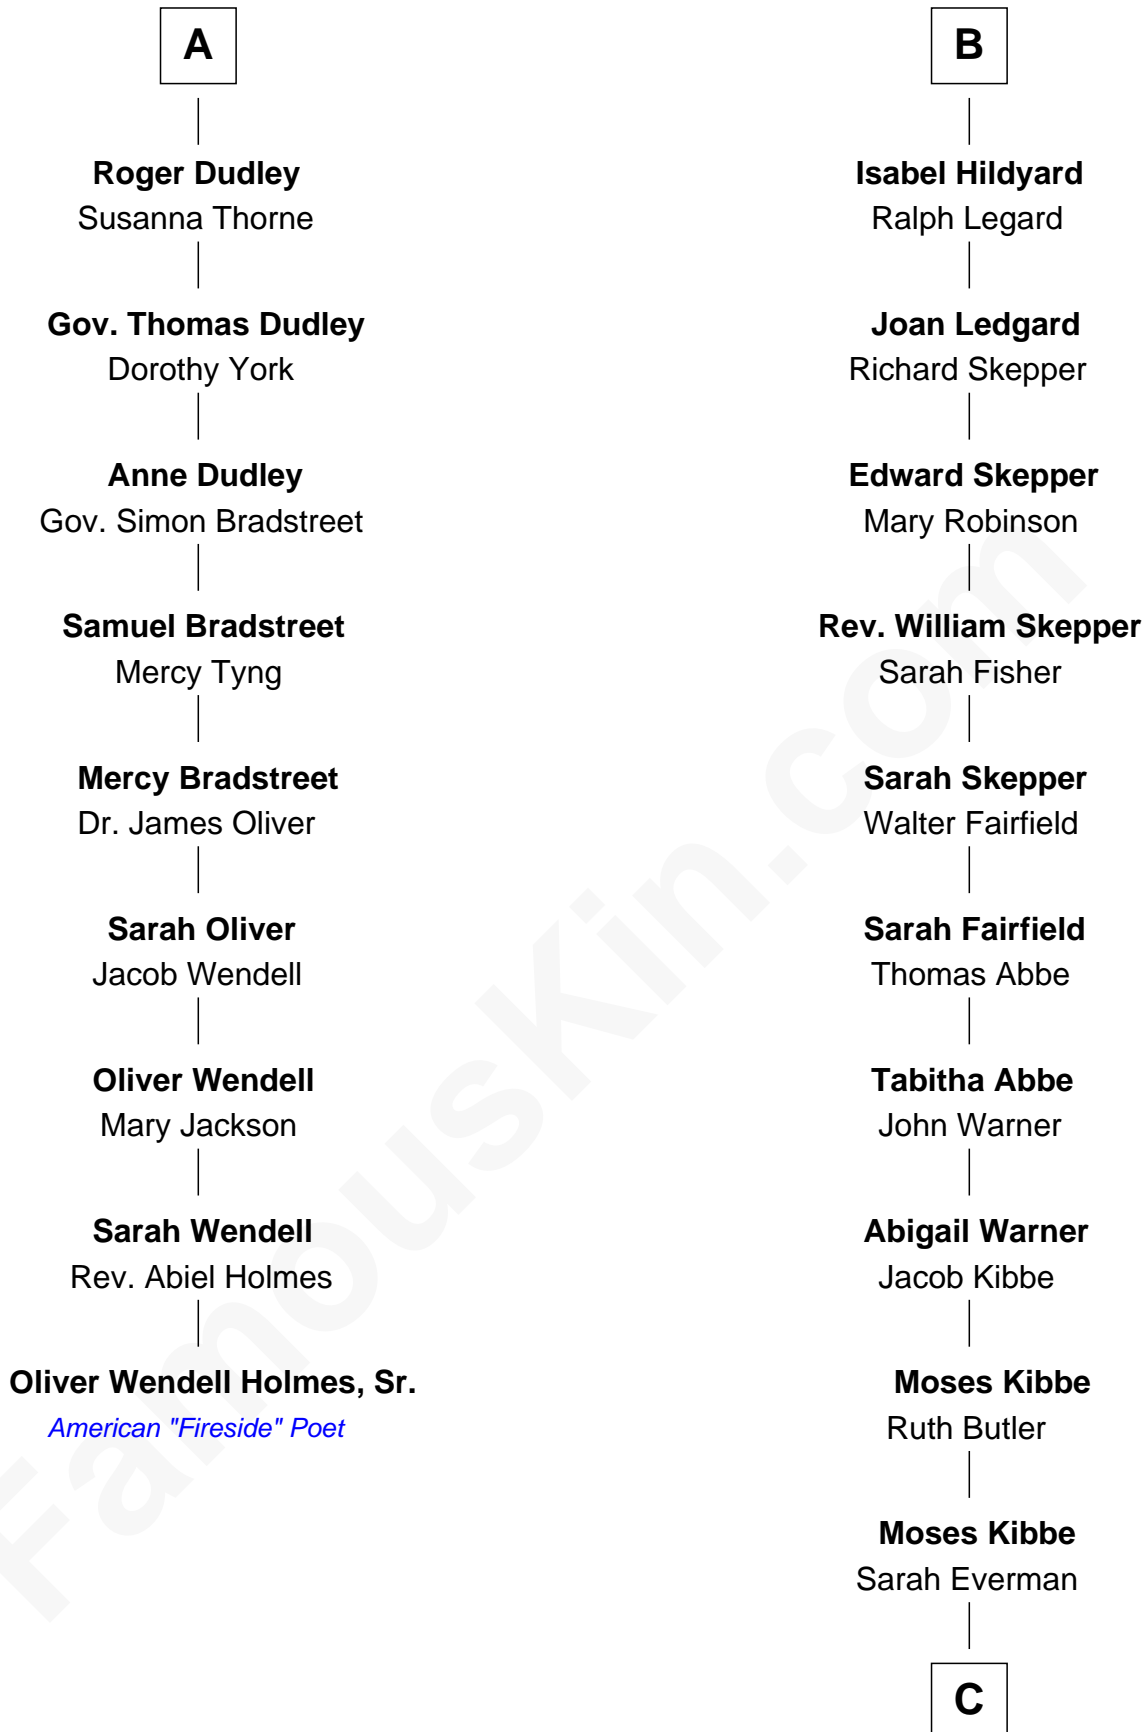 A
Roger Dudley
Susanna Thorne
Gov. Thomas Dudley
Dorothy York
Anne Dudley
Gov. Simon Bradstreet
Samuel Bradstreet
Mercy Tyng
Mercy Bradstreet
Dr. James Oliver
Sarah Oliver
Jacob Wendell
Oliver Wendell
Mary Jackson
Sarah Wendell
Rev. Abiel Holmes
Oliver Wendell Holmes, Sr.
American "Fireside" Poet
B
Isabel Hildyard
Ralph Legard
Joan Ledgard
Richard Skepper
Edward Skepper
Mary Robinson
Rev. William Skepper
Sarah Fisher
Sarah Skepper
Walter Fairfield
Sarah Fairfield
Thomas Abbe
Tabitha Abbe
John Warner
Abigail Warner
Jacob Kibbe
Moses Kibbe
Ruth Butler
Moses Kibbe
Sarah Everman
C
FamousKin.com